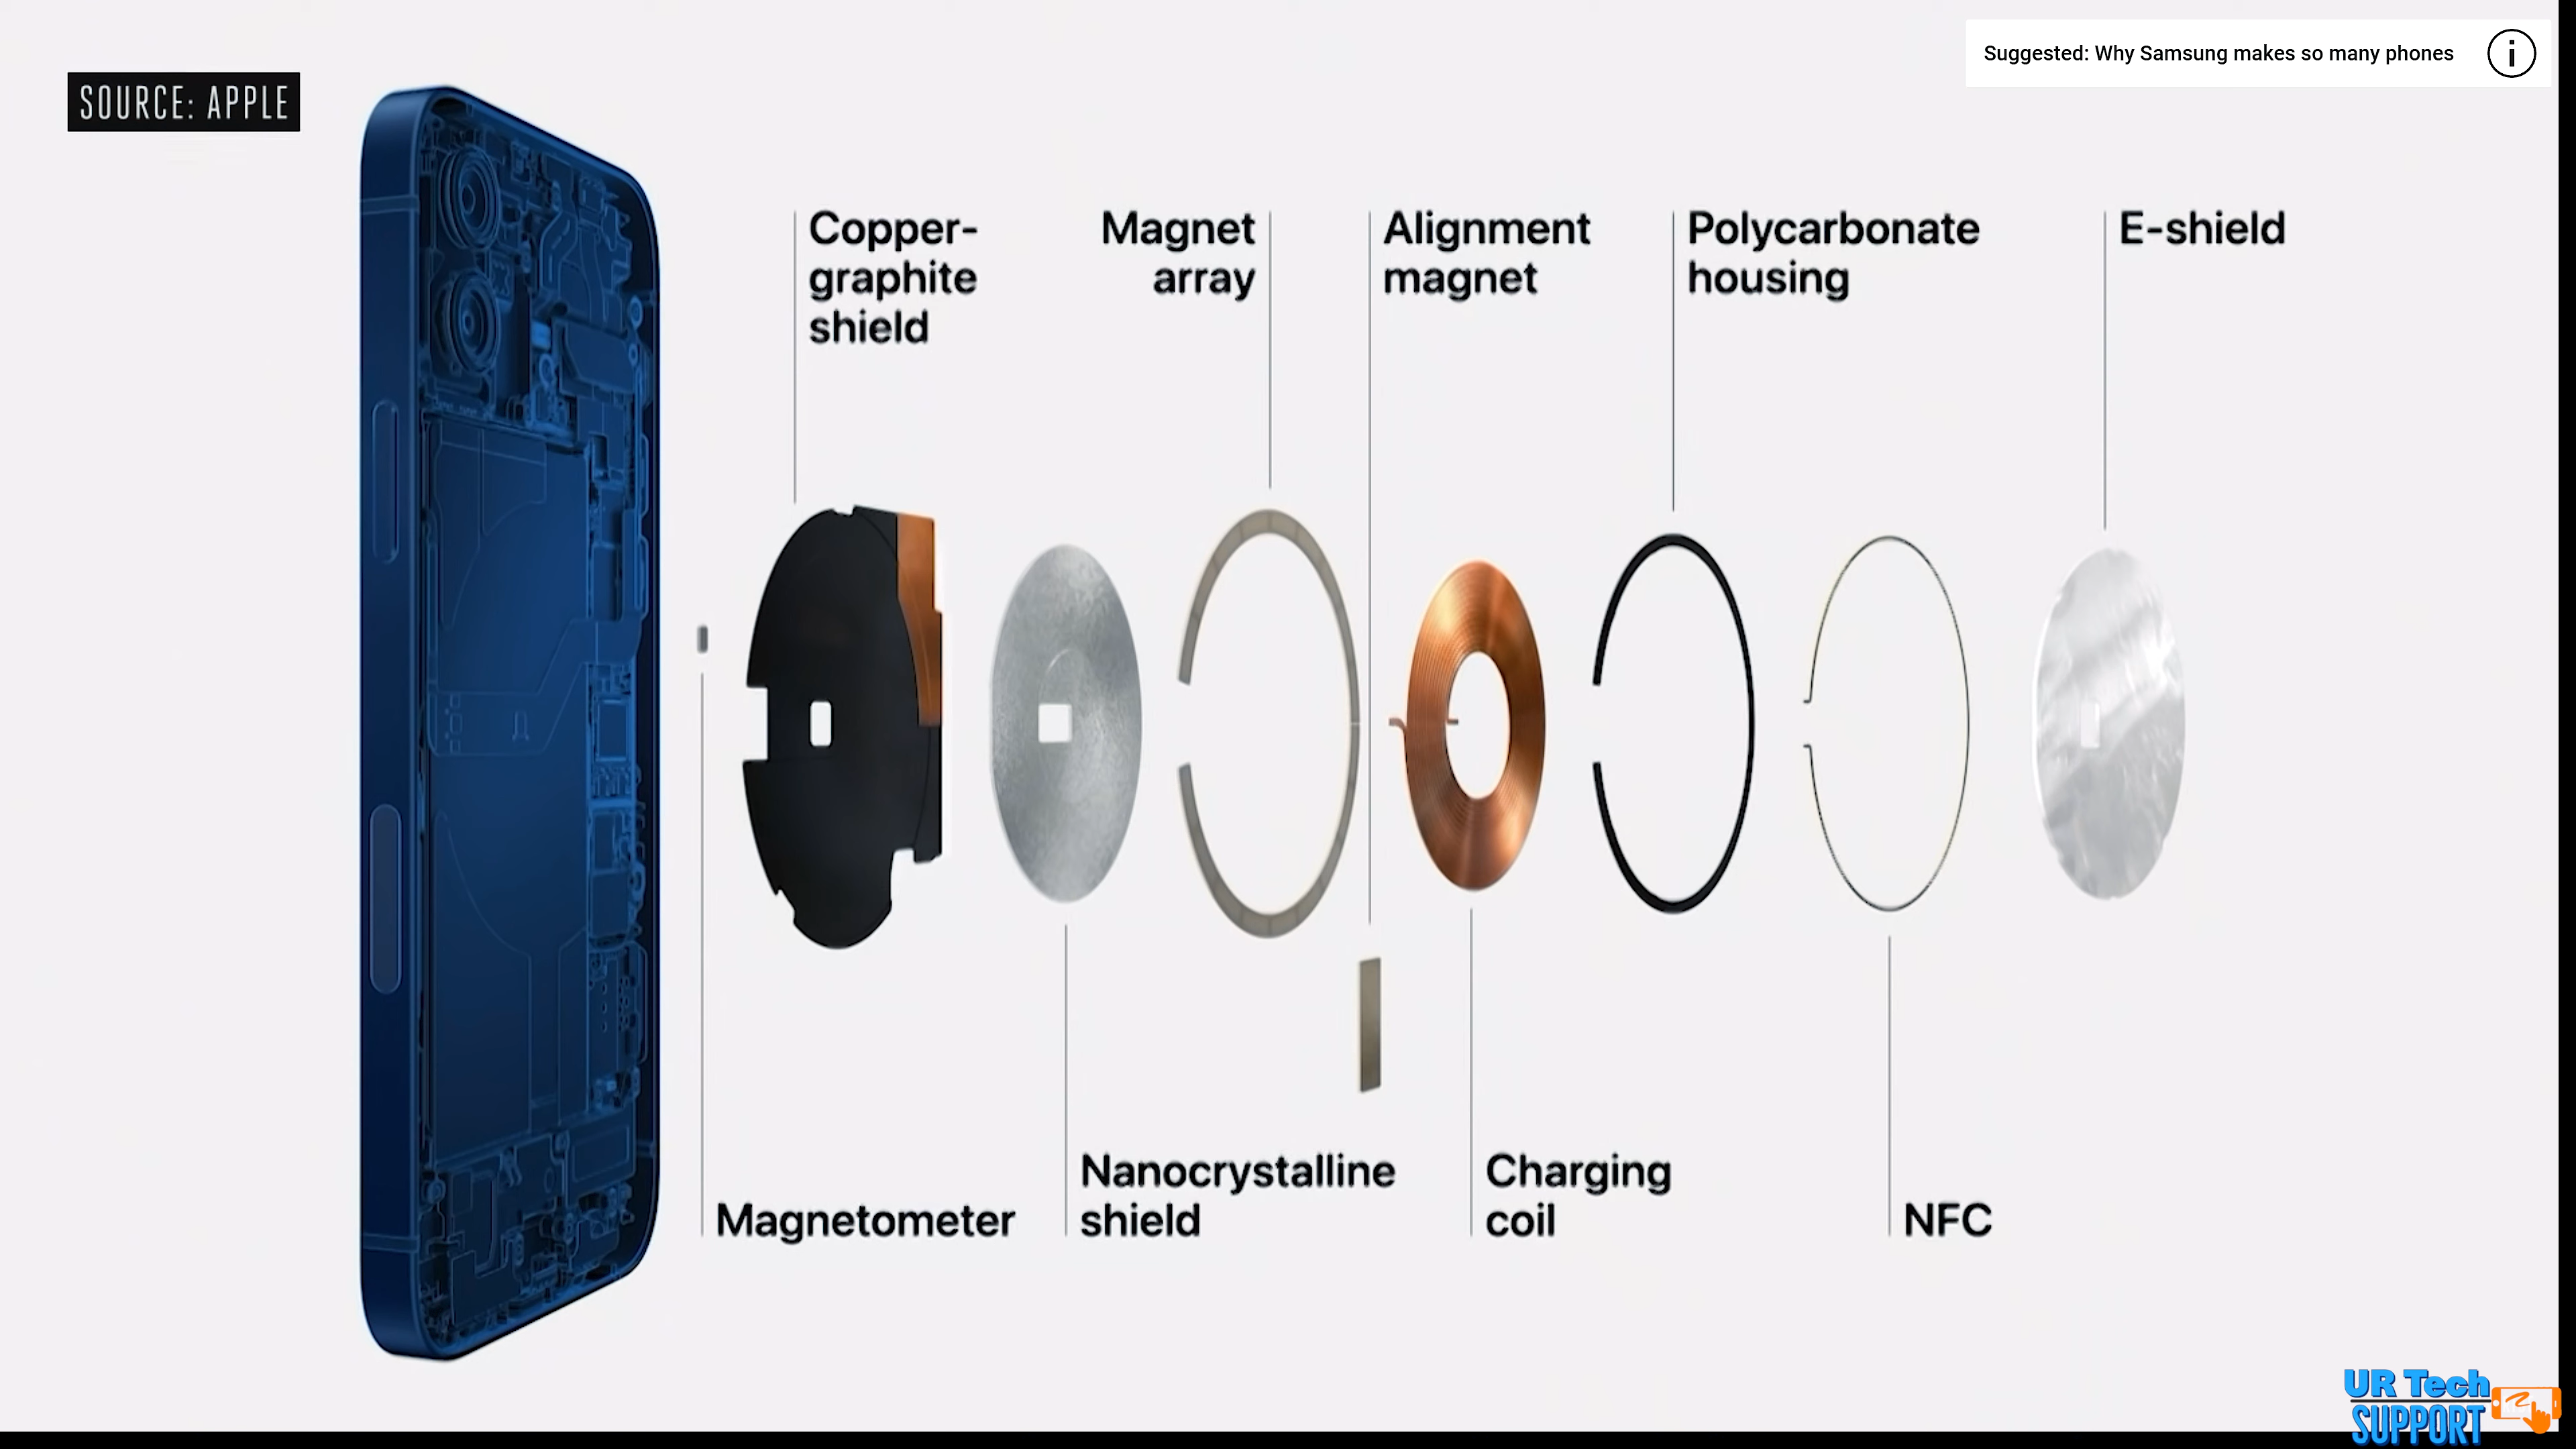 Suggested: Why Samsung makes so many phones
SOURCE: APPLE
Copper-
graphite
shield
Magnet
array
Alignment
magnet
Polycarbonate
housing
E-shield
Magnetometer
Nanocrystalline
shield
Charging
coil
NFC
UR Tech
SUPPORT